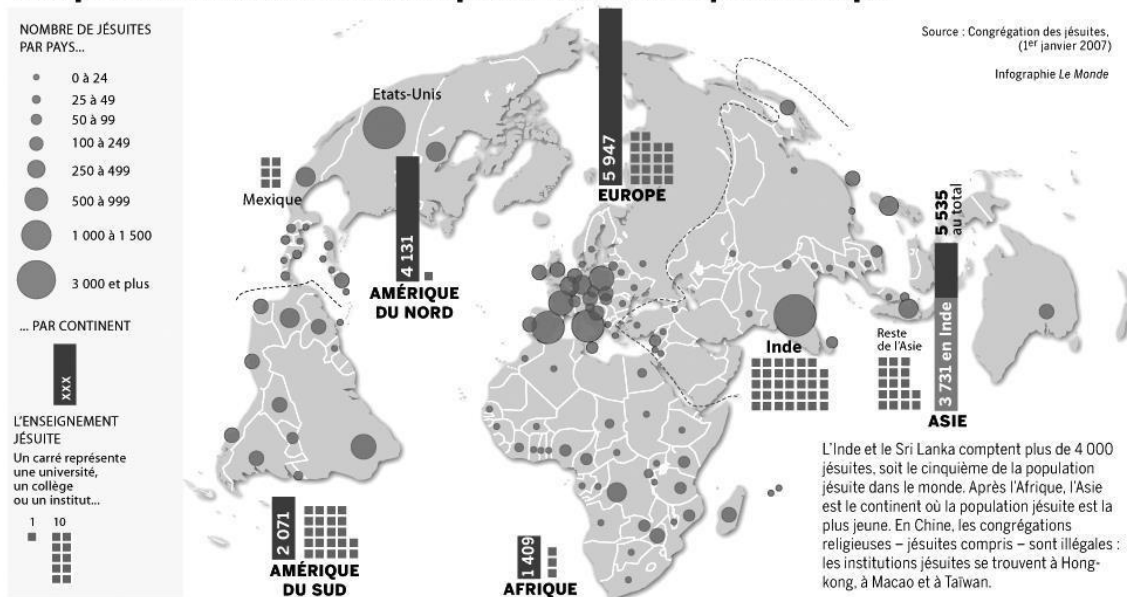 NOMBRE DE JÉSUITES
PAR PAYS...
0 à 24
25 à 49
50 à 99
100 à 249
250 à 499
500 à 999
1 000 à 1 500
3 000 et plus
... PAR CONTINENT
XXX
L'ENSEIGNEMENT
JÉSUITE
Un carré représente
une université,
un collège
ou un institut...
1 10
Source : Congrégation des jésuites,
(1er janvier 2007)
Infographie Le Monde
Etats-Unis
Mexique
4 131
AMÉRIQUE
DU NORD
5 947
EUROPE
5 535
au total
3 731 en Inde
ASIE
Inde
Reste
de l'Asie
2 071
AMÉRIQUE
DU SUD
1 409
AFRIQUE
L'Inde et le Sri Lanka comptent plus de 4 000
jésuites, soit le cinquième de la population
jésuite dans le monde. Après l'Afrique, l'Asie
est le continent où la population jésuite est la
plus jeune. En Chine, les congrégations
religieuses – jésuites compris – sont illégales :
les institutions jésuites se trouvent à Hong-
kong, à Macao et à Taïwan.